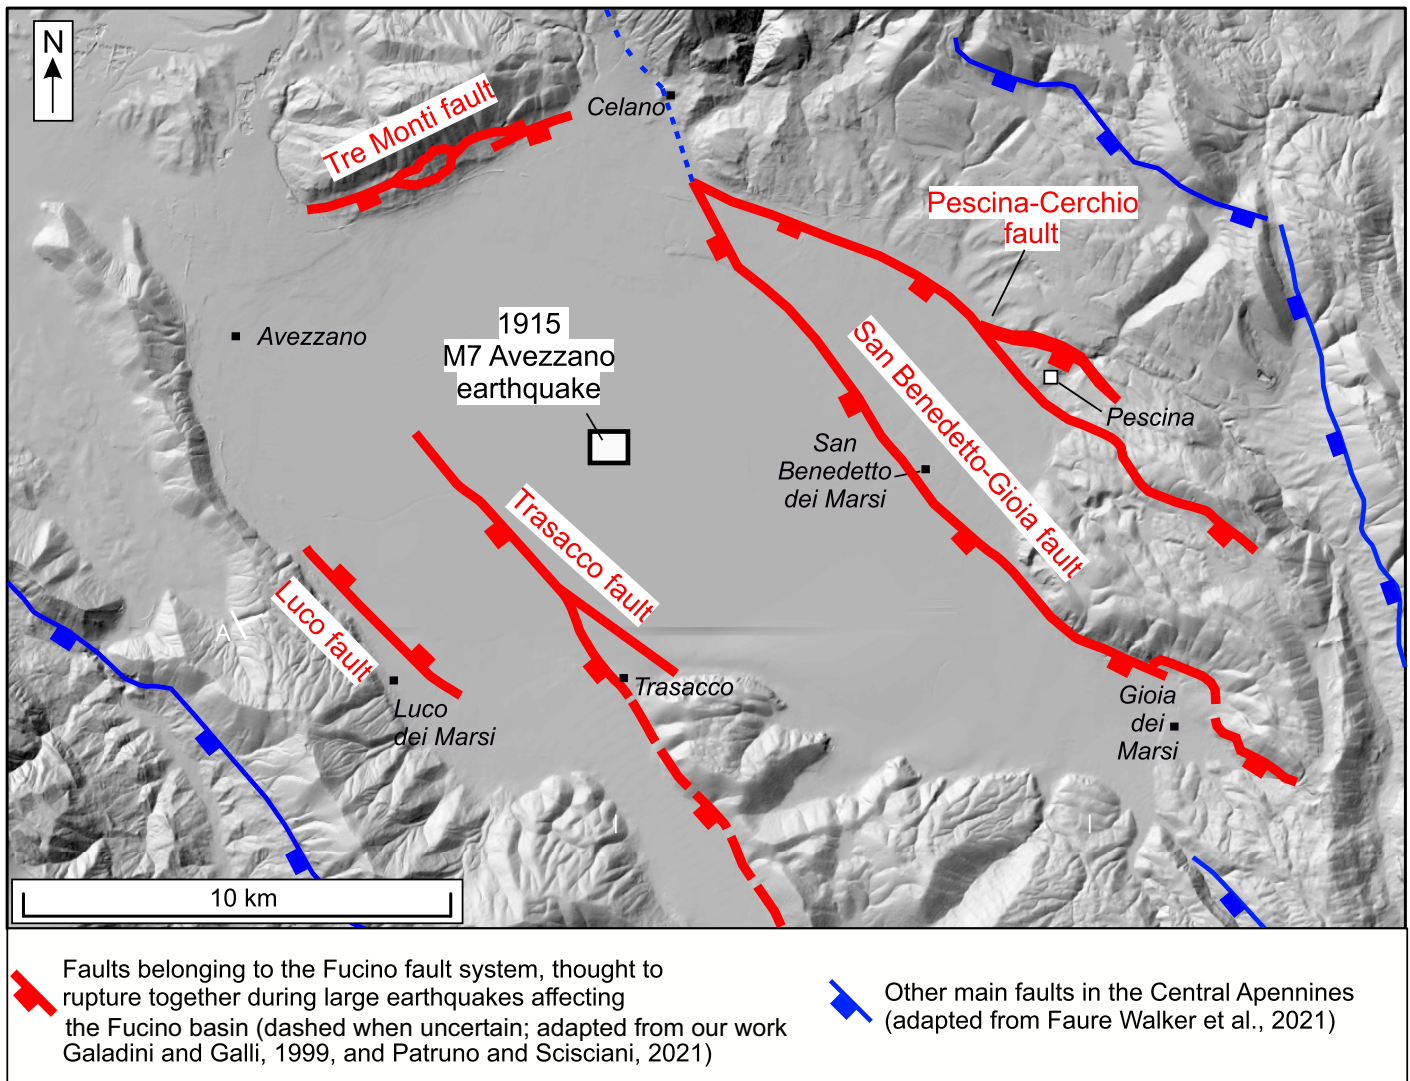 N
Tre Monti fault
Celano
Pescina-Cerchio
fault
Avezzano
1915
M7 Avezzano
earthquake
San Benedetto-Gioia fault
Pescina
San
Benedetto
dei Marsi
Trasacco fault
Luco fault
A
Trasacco
Luco
dei Marsi
Gioia
dei
Marsi
I
I
10 km
Faults belonging to the Fucino fault system, thought to
rupture together during large earthquakes affecting
the Fucino basin (dashed when uncertain; adapted from our work
Galadini and Galli, 1999, and Patruno and Scisciani, 2021)
Other main faults in the Central Apennines
(adapted from Faure Walker et al., 2021)